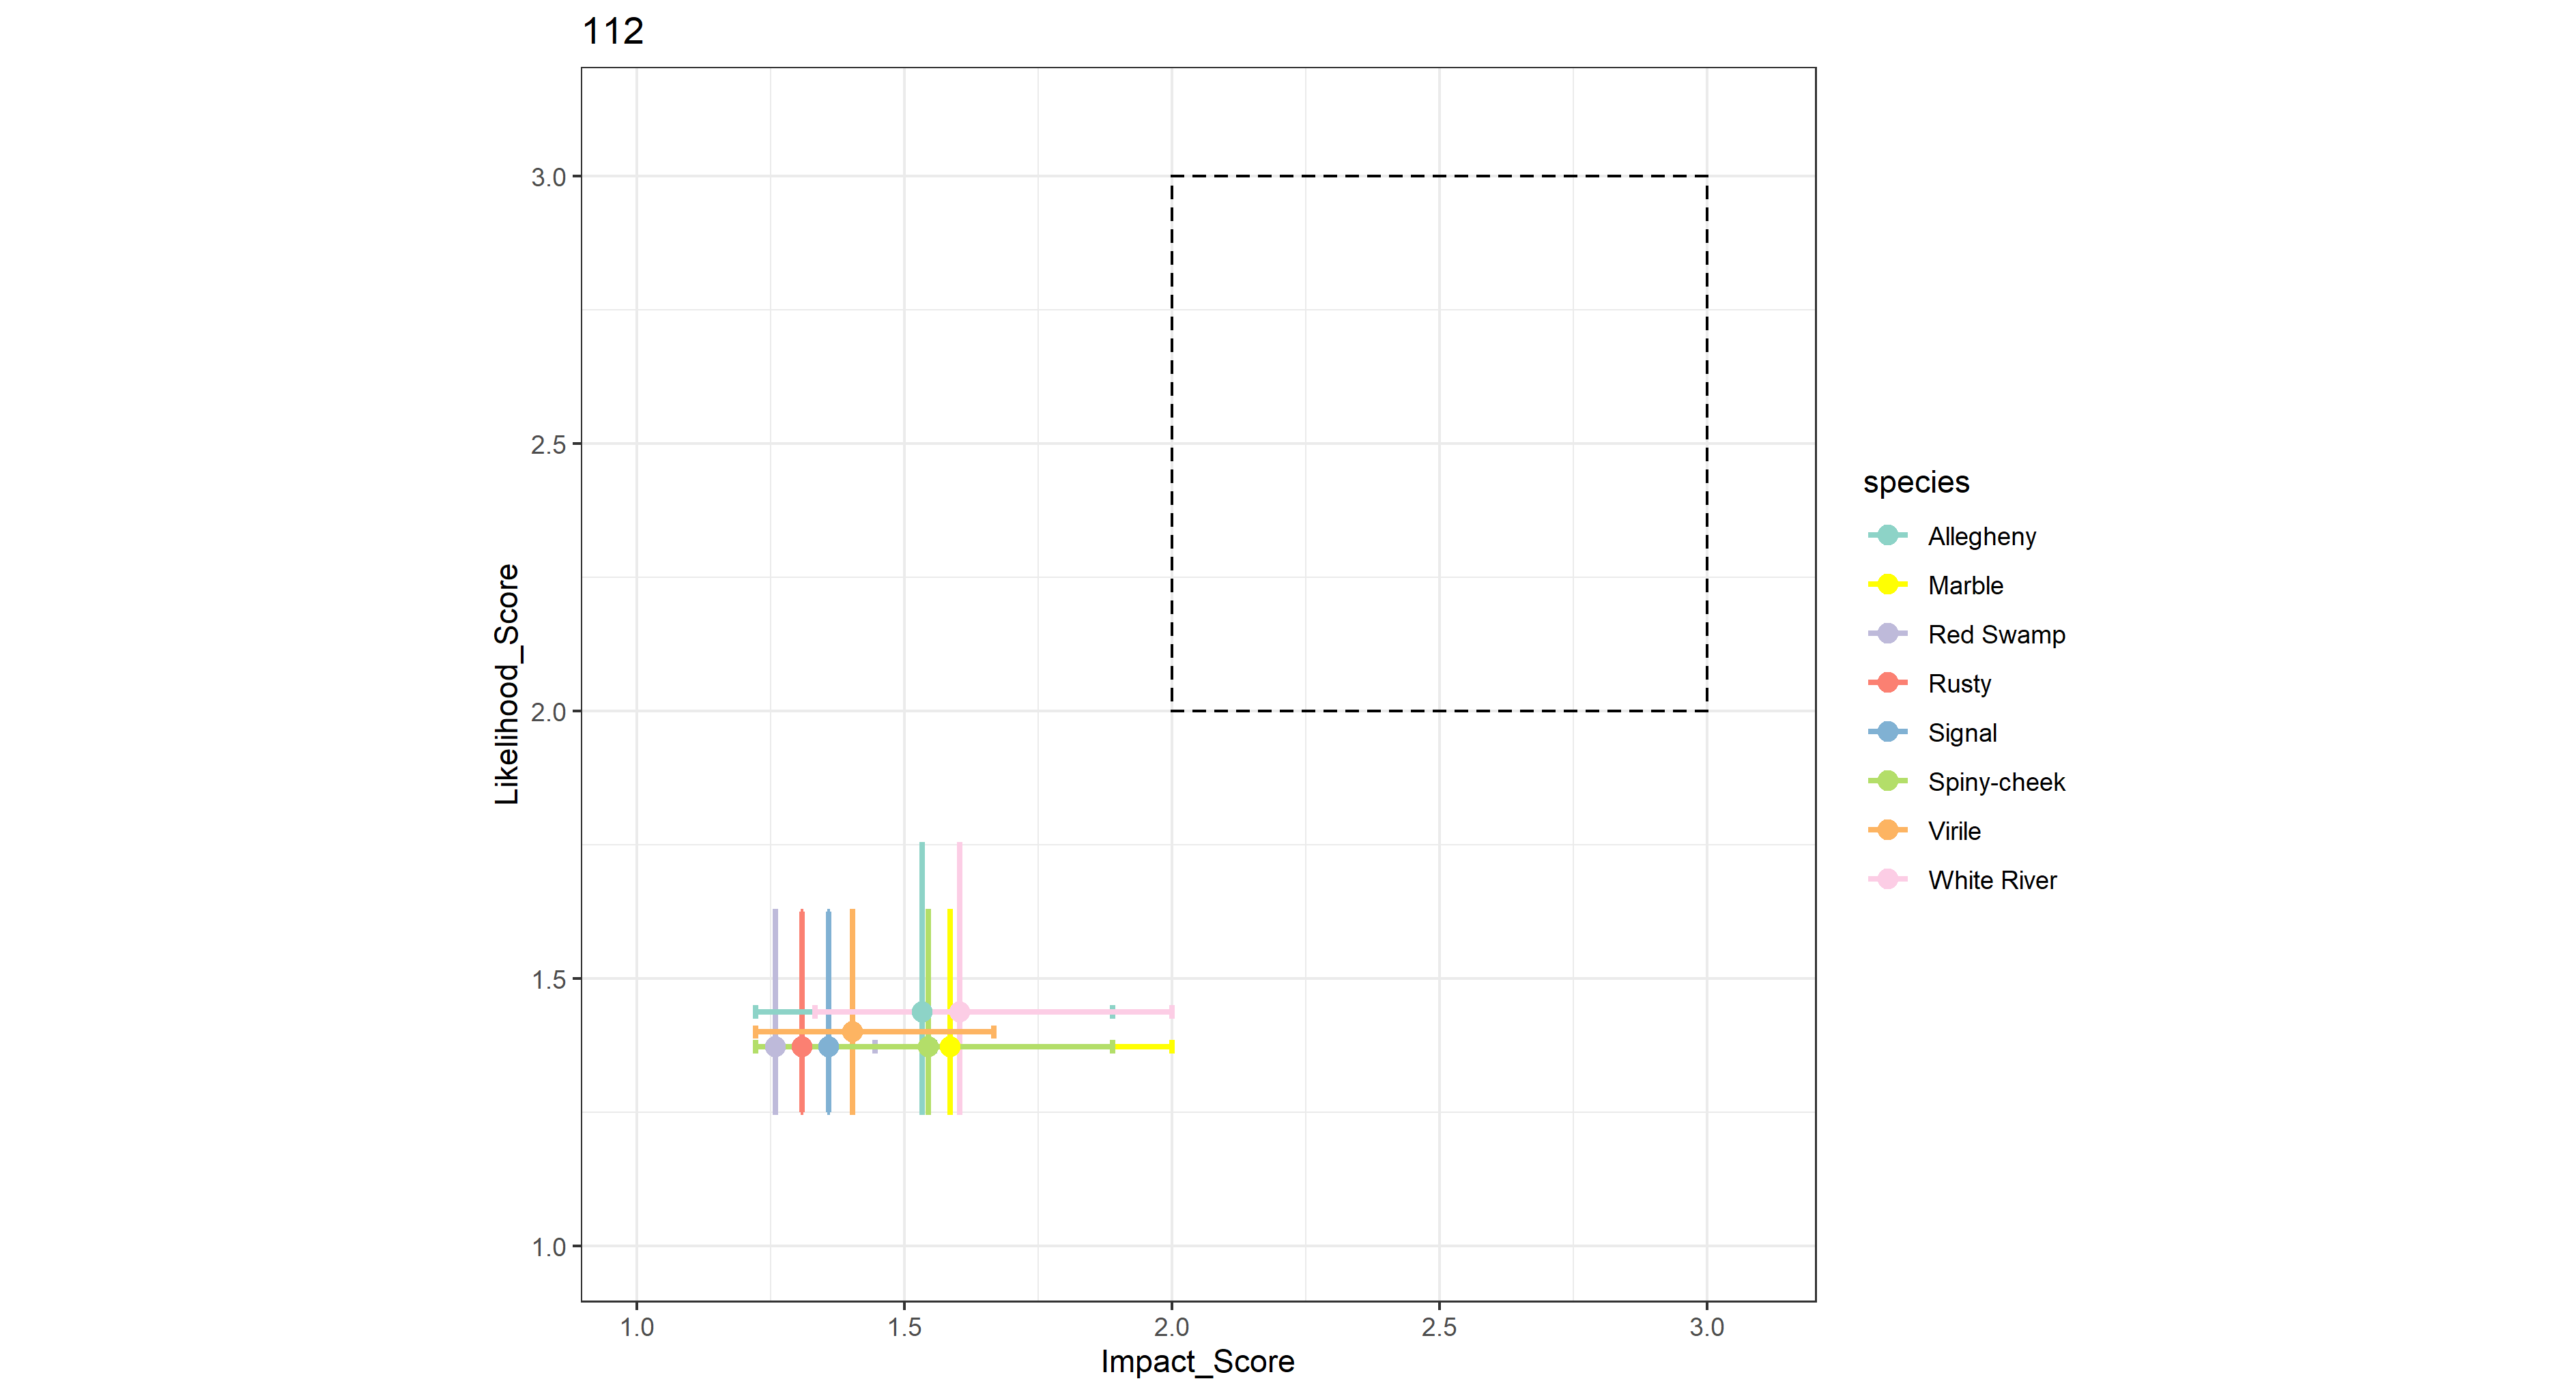 112
Likelihood_Score
3.0
2.5
2.0
1.5
1.0
1.0 1.5 2.0 2.5 3.0
Impact_Score
species
Allegheny
Marble
Red Swamp
Rusty
Signal
Spiny-cheek
Virile
White River